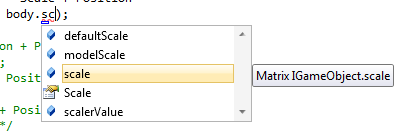 Scale + Position
body.sc);
on + P
;
Posit
+ Posi
*/
defaultScale
modelScale
scale
Scale
scalerValue
Matrix IGameObject.scale